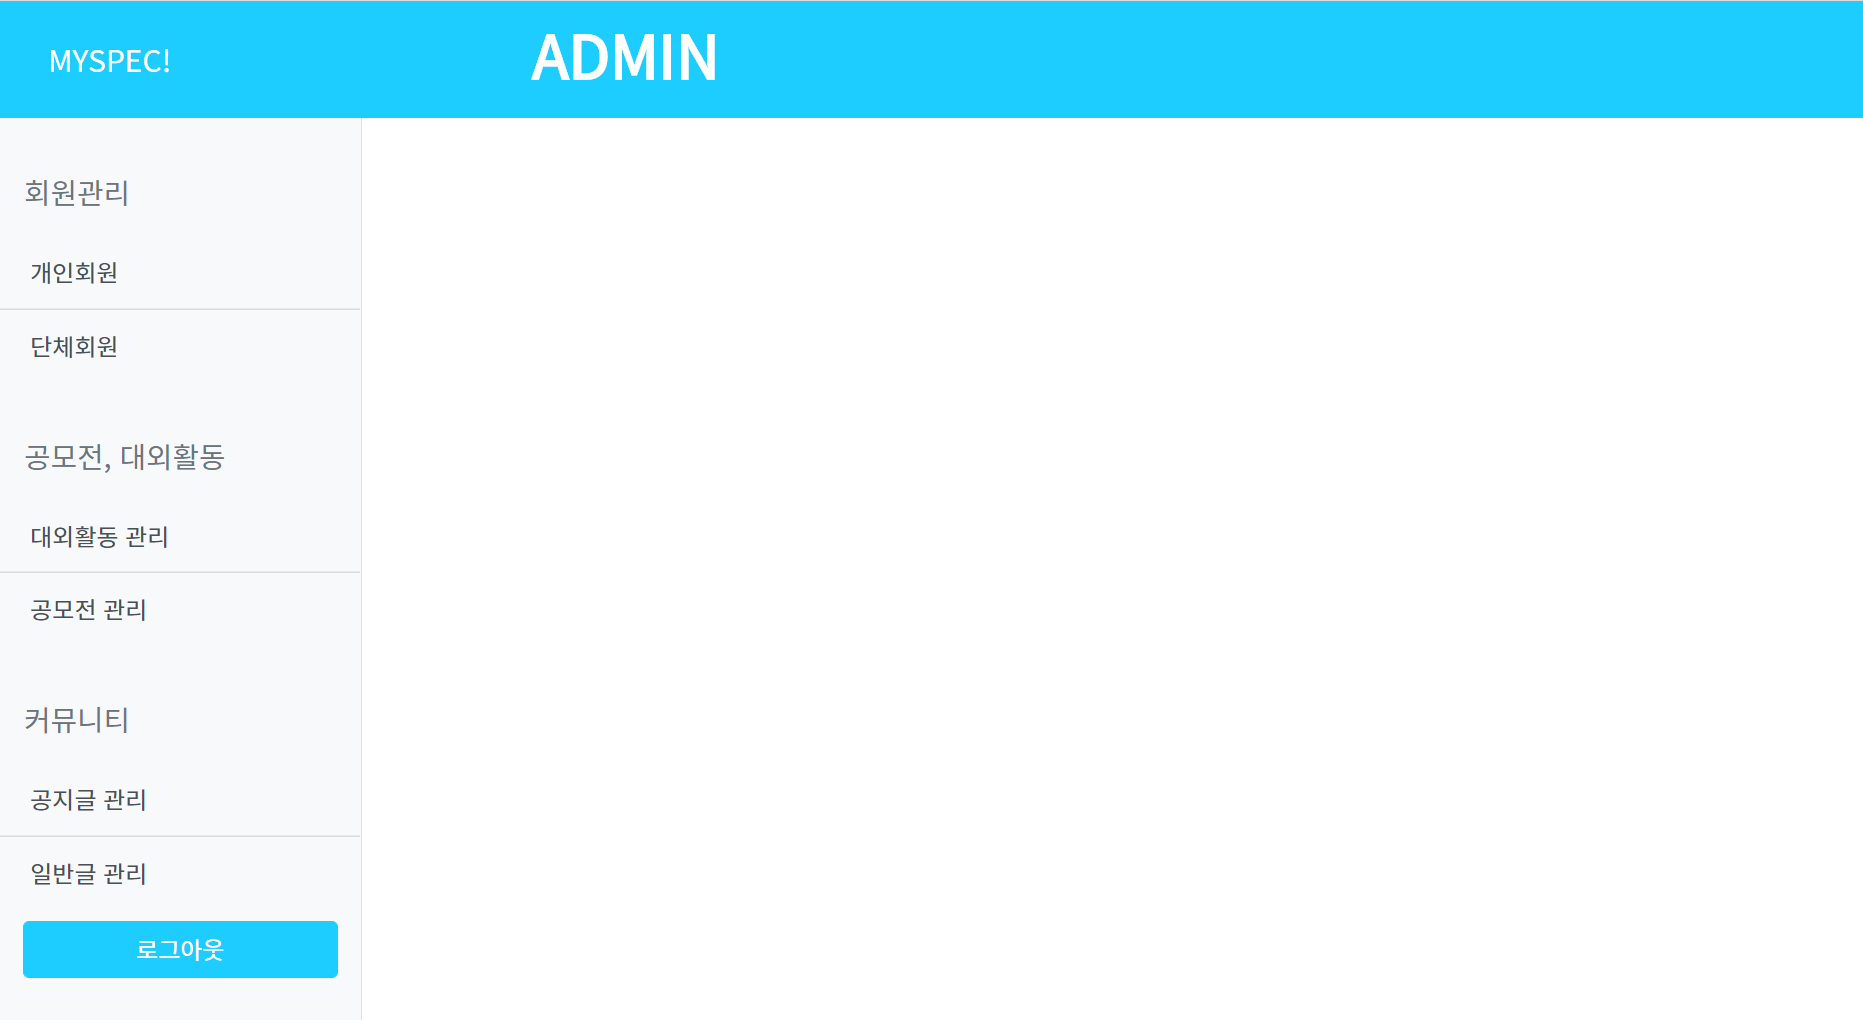 MYSPEC!
ADMIN
회원관리
개인회원
단체회원
공모전, 대외활동
대외활동 관리
공모전 관리
커뮤니티
공지글 관리
일반글 관리
로그아웃